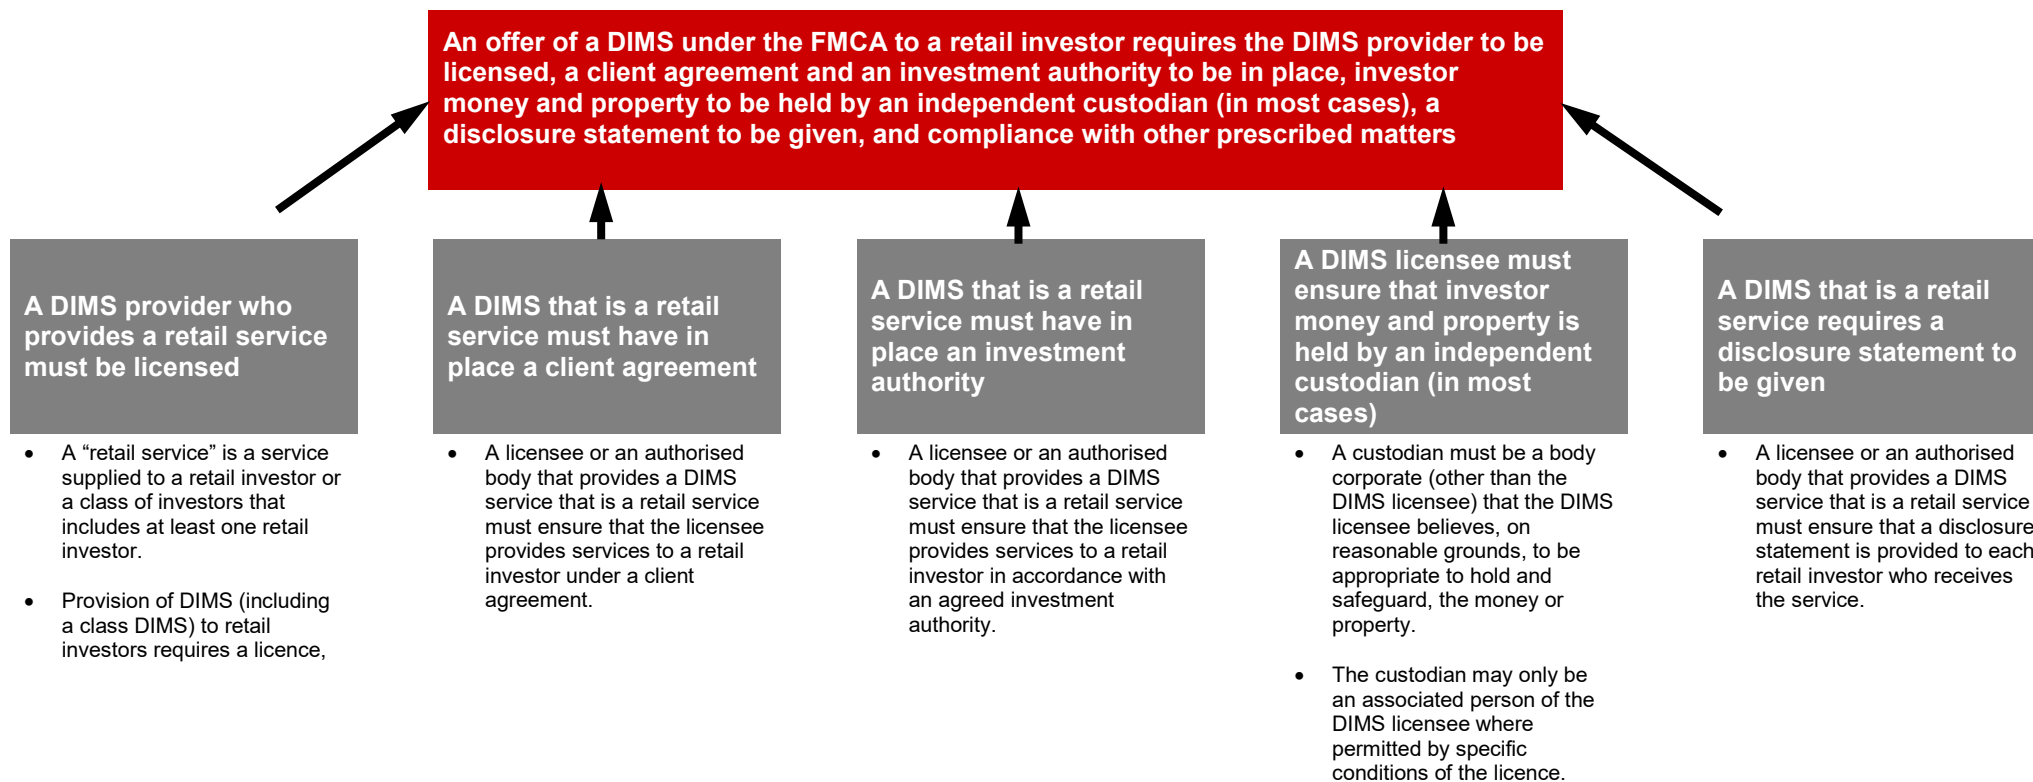 An offer of a DIMS under the FMCA to a retail investor requires the DIMS provider to be
licensed, a client agreement and an investment authority to be in place, investor
money and property to be held by an independent custodian (in most cases), a
disclosure statement to be given, and compliance with other prescribed matters
A DIMS provider who
provides a retail service
must be licensed
• A “retail service” is a service
supplied to a retail investor or
a class of investors that
includes at least one retail
investor.
• Provision of DIMS (including
a class DIMS) to retail
investors requires a licence,
A DIMS that is a retail
service must have in
place a client agreement
• A licensee or an authorised
body that provides a DIMS
service that is a retail service
must ensure that the licensee
provides services to a retail
investor under a client
agreement.
A DIMS that is a retail
service must have in
place an investment
authority
• A licensee or an authorised
body that provides a DIMS
service that is a retail service
must ensure that the licensee
provides services to a retail
investor in accordance with
an agreed investment
authority.
A DIMS licensee must
ensure that investor
money and property is
held by an independent
custodian (in most
cases)
• A custodian must be a body
corporate (other than the
DIMS licensee) that the DIMS
licensee believes, on
reasonable grounds, to be
appropriate to hold and
safeguard, the money or
property.
• The custodian may only be
an associated person of the
DIMS licensee where
permitted by specific
conditions of the licence.
A DIMS that is a retail
service requires a
disclosure statement to
be given
• A licensee or an authorised
body that provides a DIMS
service that is a retail service
must ensure that a disclosure
statement is provided to each
retail investor who receives
the service.